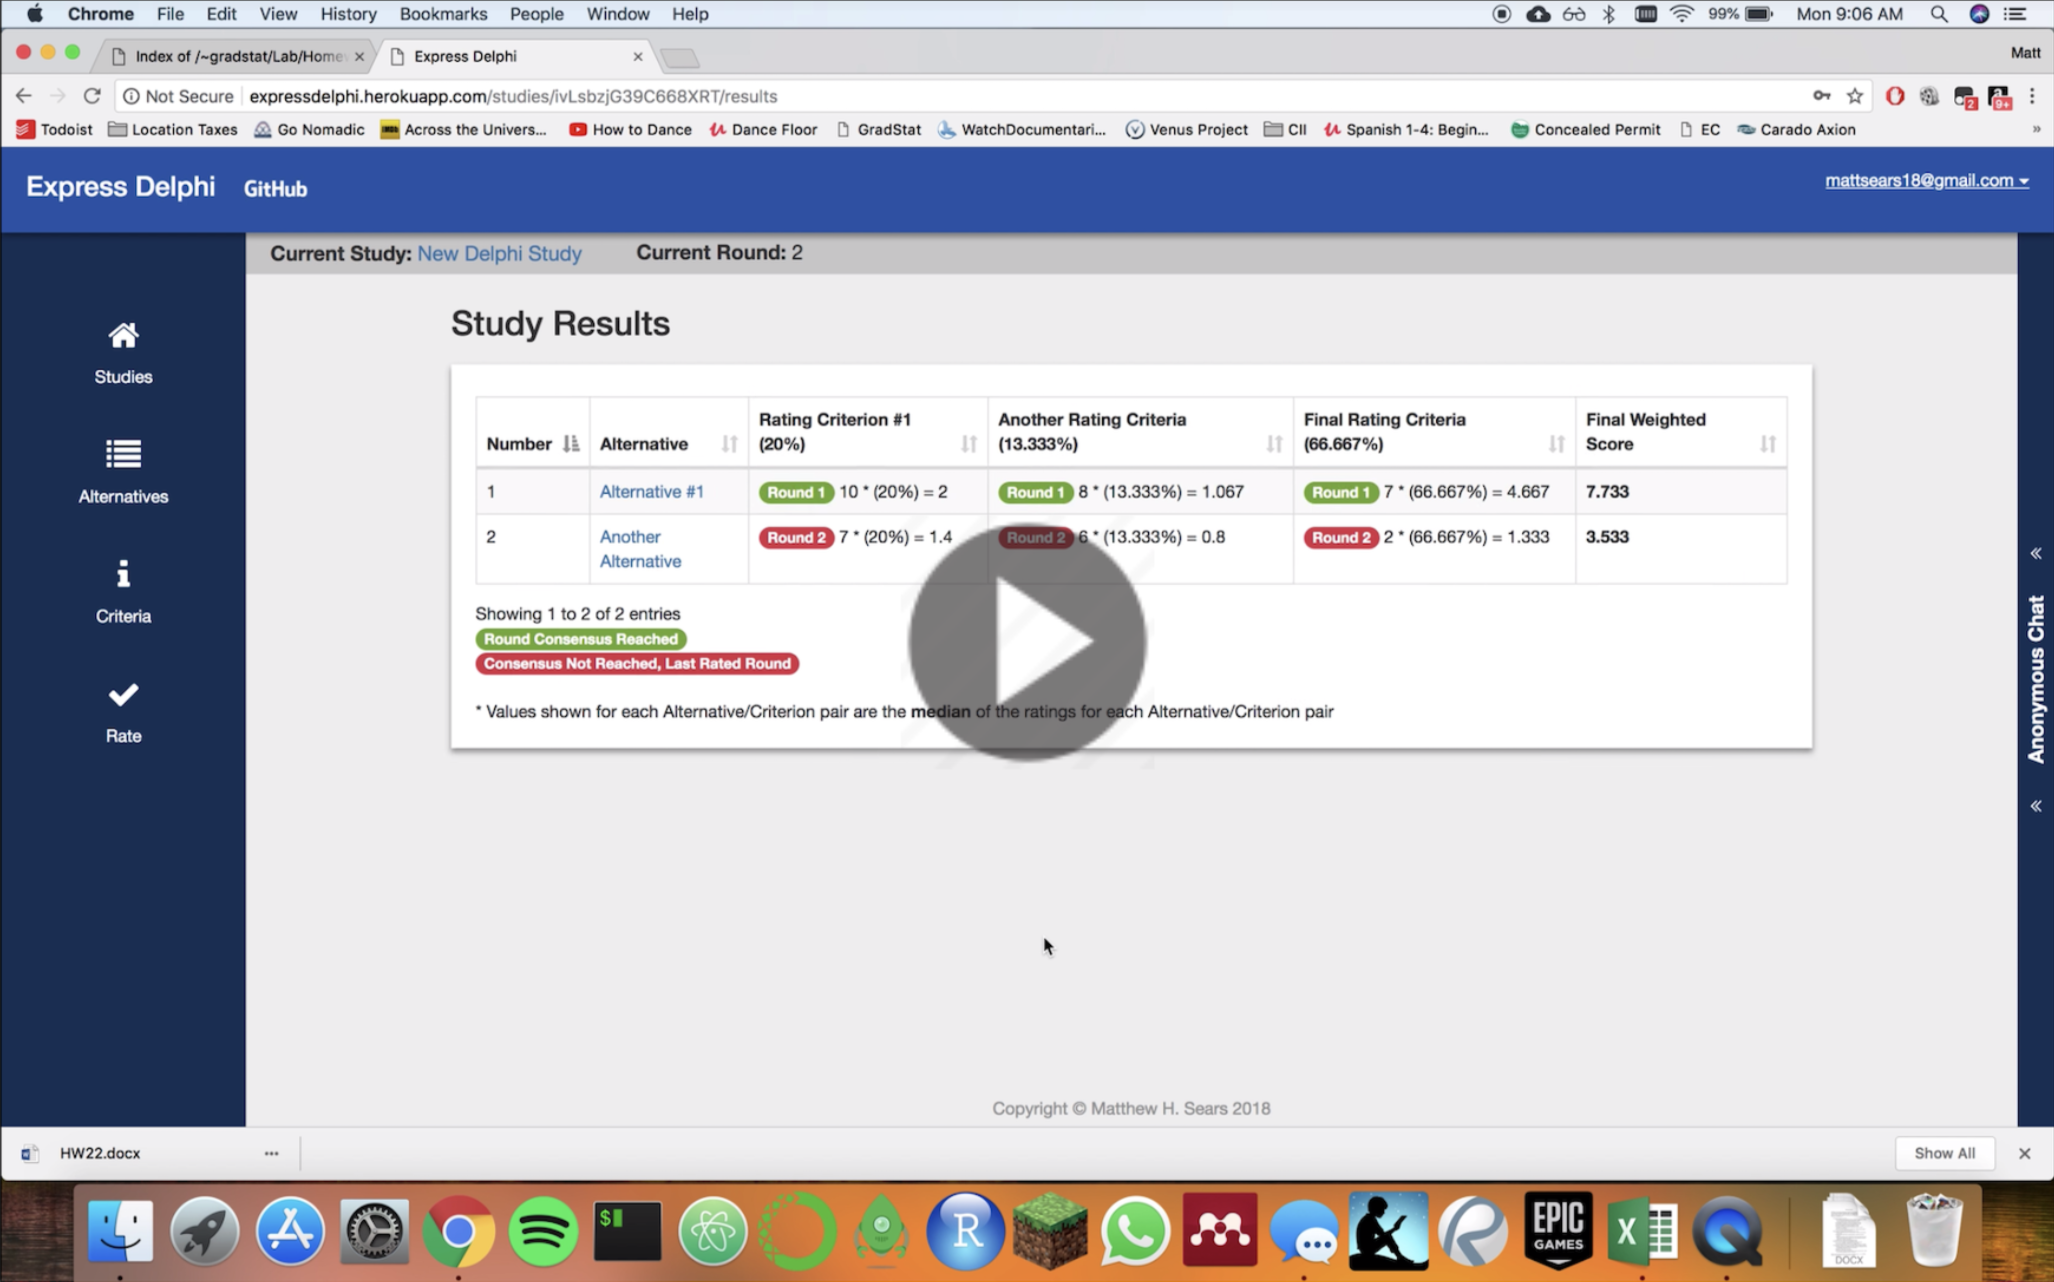 Chrome File Edit View History Bookmarks People Window Help 99% Mon 9:06 AM
Index of /~gradstat/Lab/Home Express Delphi Matt
Not Secure expressdelphi.herokuapp.com/studies/ivLsbzjG39C668XRT/results 2 9+
Todoist Location Taxes Go Nomadic Across the Univers... How to Dance Dance Floor GradStat WatchDocumentari... Venus Project CII Spanish 1-4: Begin... Concealed Permit EC Carado Axion »
Express Delphi GitHub mattsears18@gmail.com
Current Study: New Delphi Study Current Round: 2
Studies
Alternatives
Criteria
Rate
Study Results
Number Alternative Rating Criterion #1 (20%) Another Rating Criteria (13.333%) Final Rating Criteria (66.667%) Final Weighted Score
1 Alternative #1 Round 1 10 * (20%) = 2 Round 1 8 * (13.333%) = 1.067 Round 1 7 * (66.667%) = 4.667 7.733
2 Another Alternative Round 2 7 * (20%) = 1.4 Round 2 6 * (13.333%) = 0.8 Round 2 2 * (66.667%) = 1.333 3.533
Showing 1 to 2 of 2 entries
Round Consensus Reached
Consensus Not Reached, Last Rated Round
* Values shown for each Alternative/Criterion pair are the median of the ratings for each Alternative/Criterion pair
« Anonymous Chat «
Copyright © Matthew H. Sears 2018
HW22.docx ... Show All
$ R EPIC GAMES X DOCX